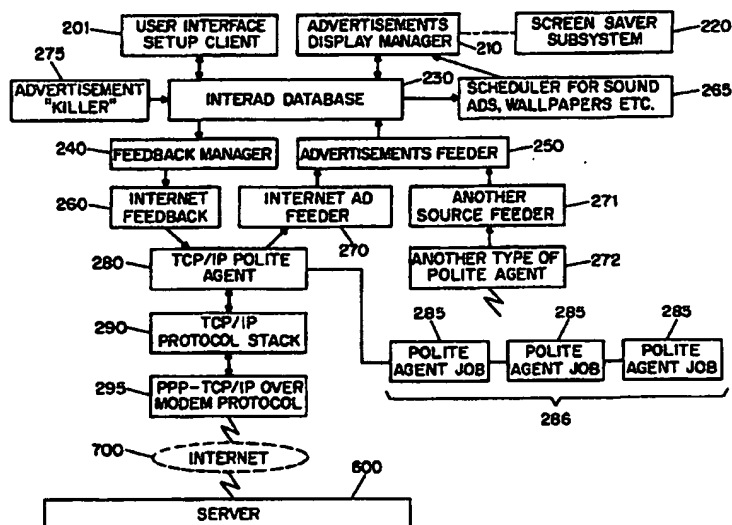 201
USER INTERFACE
SETUP CLIENT
ADVERTISEMENTS
DISPLAY MANAGER
210
SCREEN SAVER
SUBSYSTEM
220
275
ADVERTISEMENT
"KILLER"
230
INTERAD DATABASE
SCHEDULER FOR SOUND
ADS, WALLPAPERS ETC.
265
240
FEEDBACK MANAGER
ADVERTISEMENTS FEEDER
250
260
INTERNET
FEEDBACK
INTERNET AD
FEEDER
270
ANOTHER
SOURCE FEEDER
271
280
TCP/IP POLITE
AGENT
ANOTHER TYPE OF
POLITE AGENT
272
290
TCP/IP
PROTOCOL STACK
285
285
285
POLITE
AGENT JOB
POLITE
AGENT JOB
POLITE
AGENT JOB
286
295
PPP-TCP/IP OVER
MODEM PROTOCOL
700
INTERNET
600
SERVER